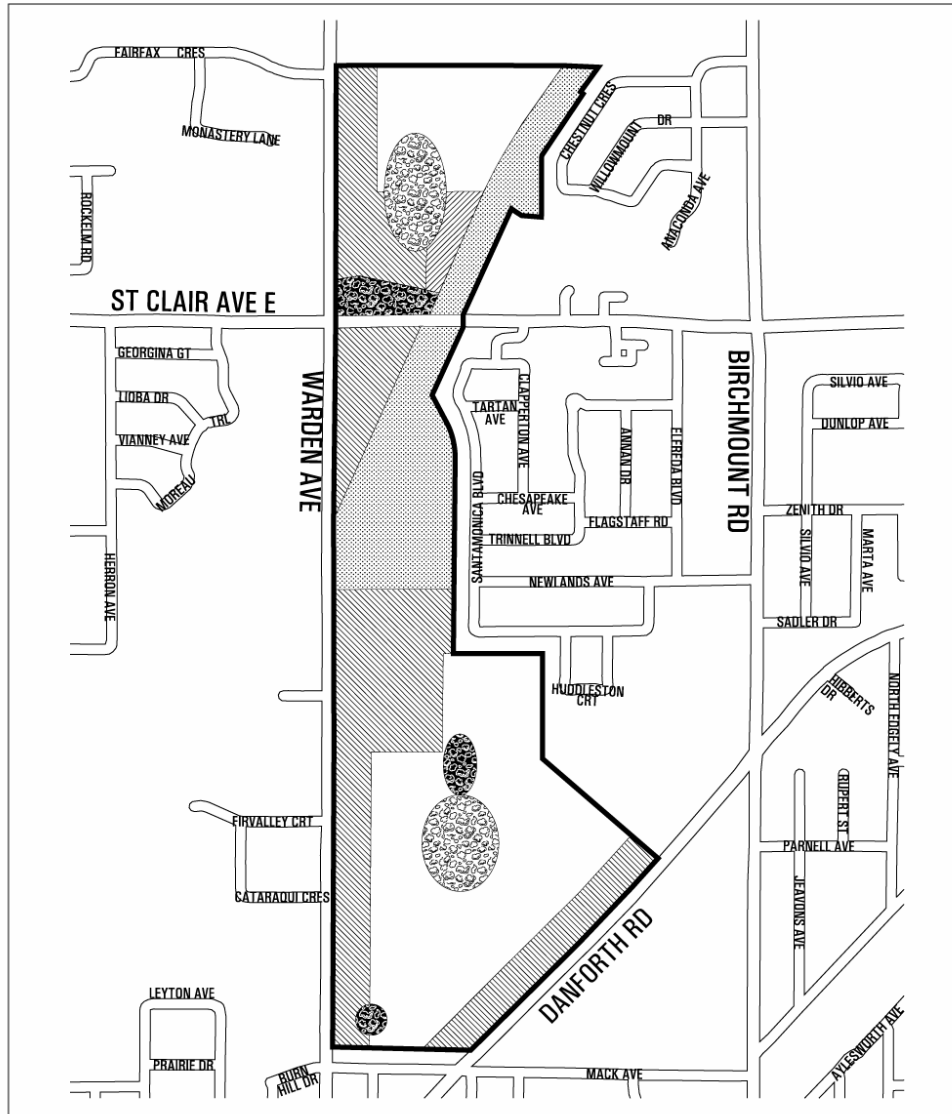 FAIRFAX CRES
MONASTERY LANE
ROCKELM RD
CHESTNUT CRES
WILLOWMOUNT DR
ANACONDA AVE
ST CLAIR AVE E
WARDEN AVE
BIRCHMOUNT RD
GEORGINA GT
LIOBA DR
TRL
VIANNEY AVE
MOREAU
HERRON AVE
TARTAN
AVE
CLAPPERTON AVE
SANTAMONICA BLVD
CHESAPEAKE
AVE
TRINNELL BLVD
ANNAN DR
FLAGSTAFF RD
ELFREDA BLVD
NEWLANDS AVE
HUDDLESTON
CRT
SILVIO AVE
DUNLOP AVE
ZENITH DR
SILVIO AVE
MARTA AVE
SADLER DR
HIBBERTS
DR
NORTH EDGELY AVE
RUPERT ST
PARNELL AVE
JEAVONS AVE
FIRVALLEY CRT
CATARAQUI CRES
DANFORTH RD
LEYTON AVE
PRAIRIE DR
BURN
HILL DR
MACK AVE
AYLESWORTH AVE